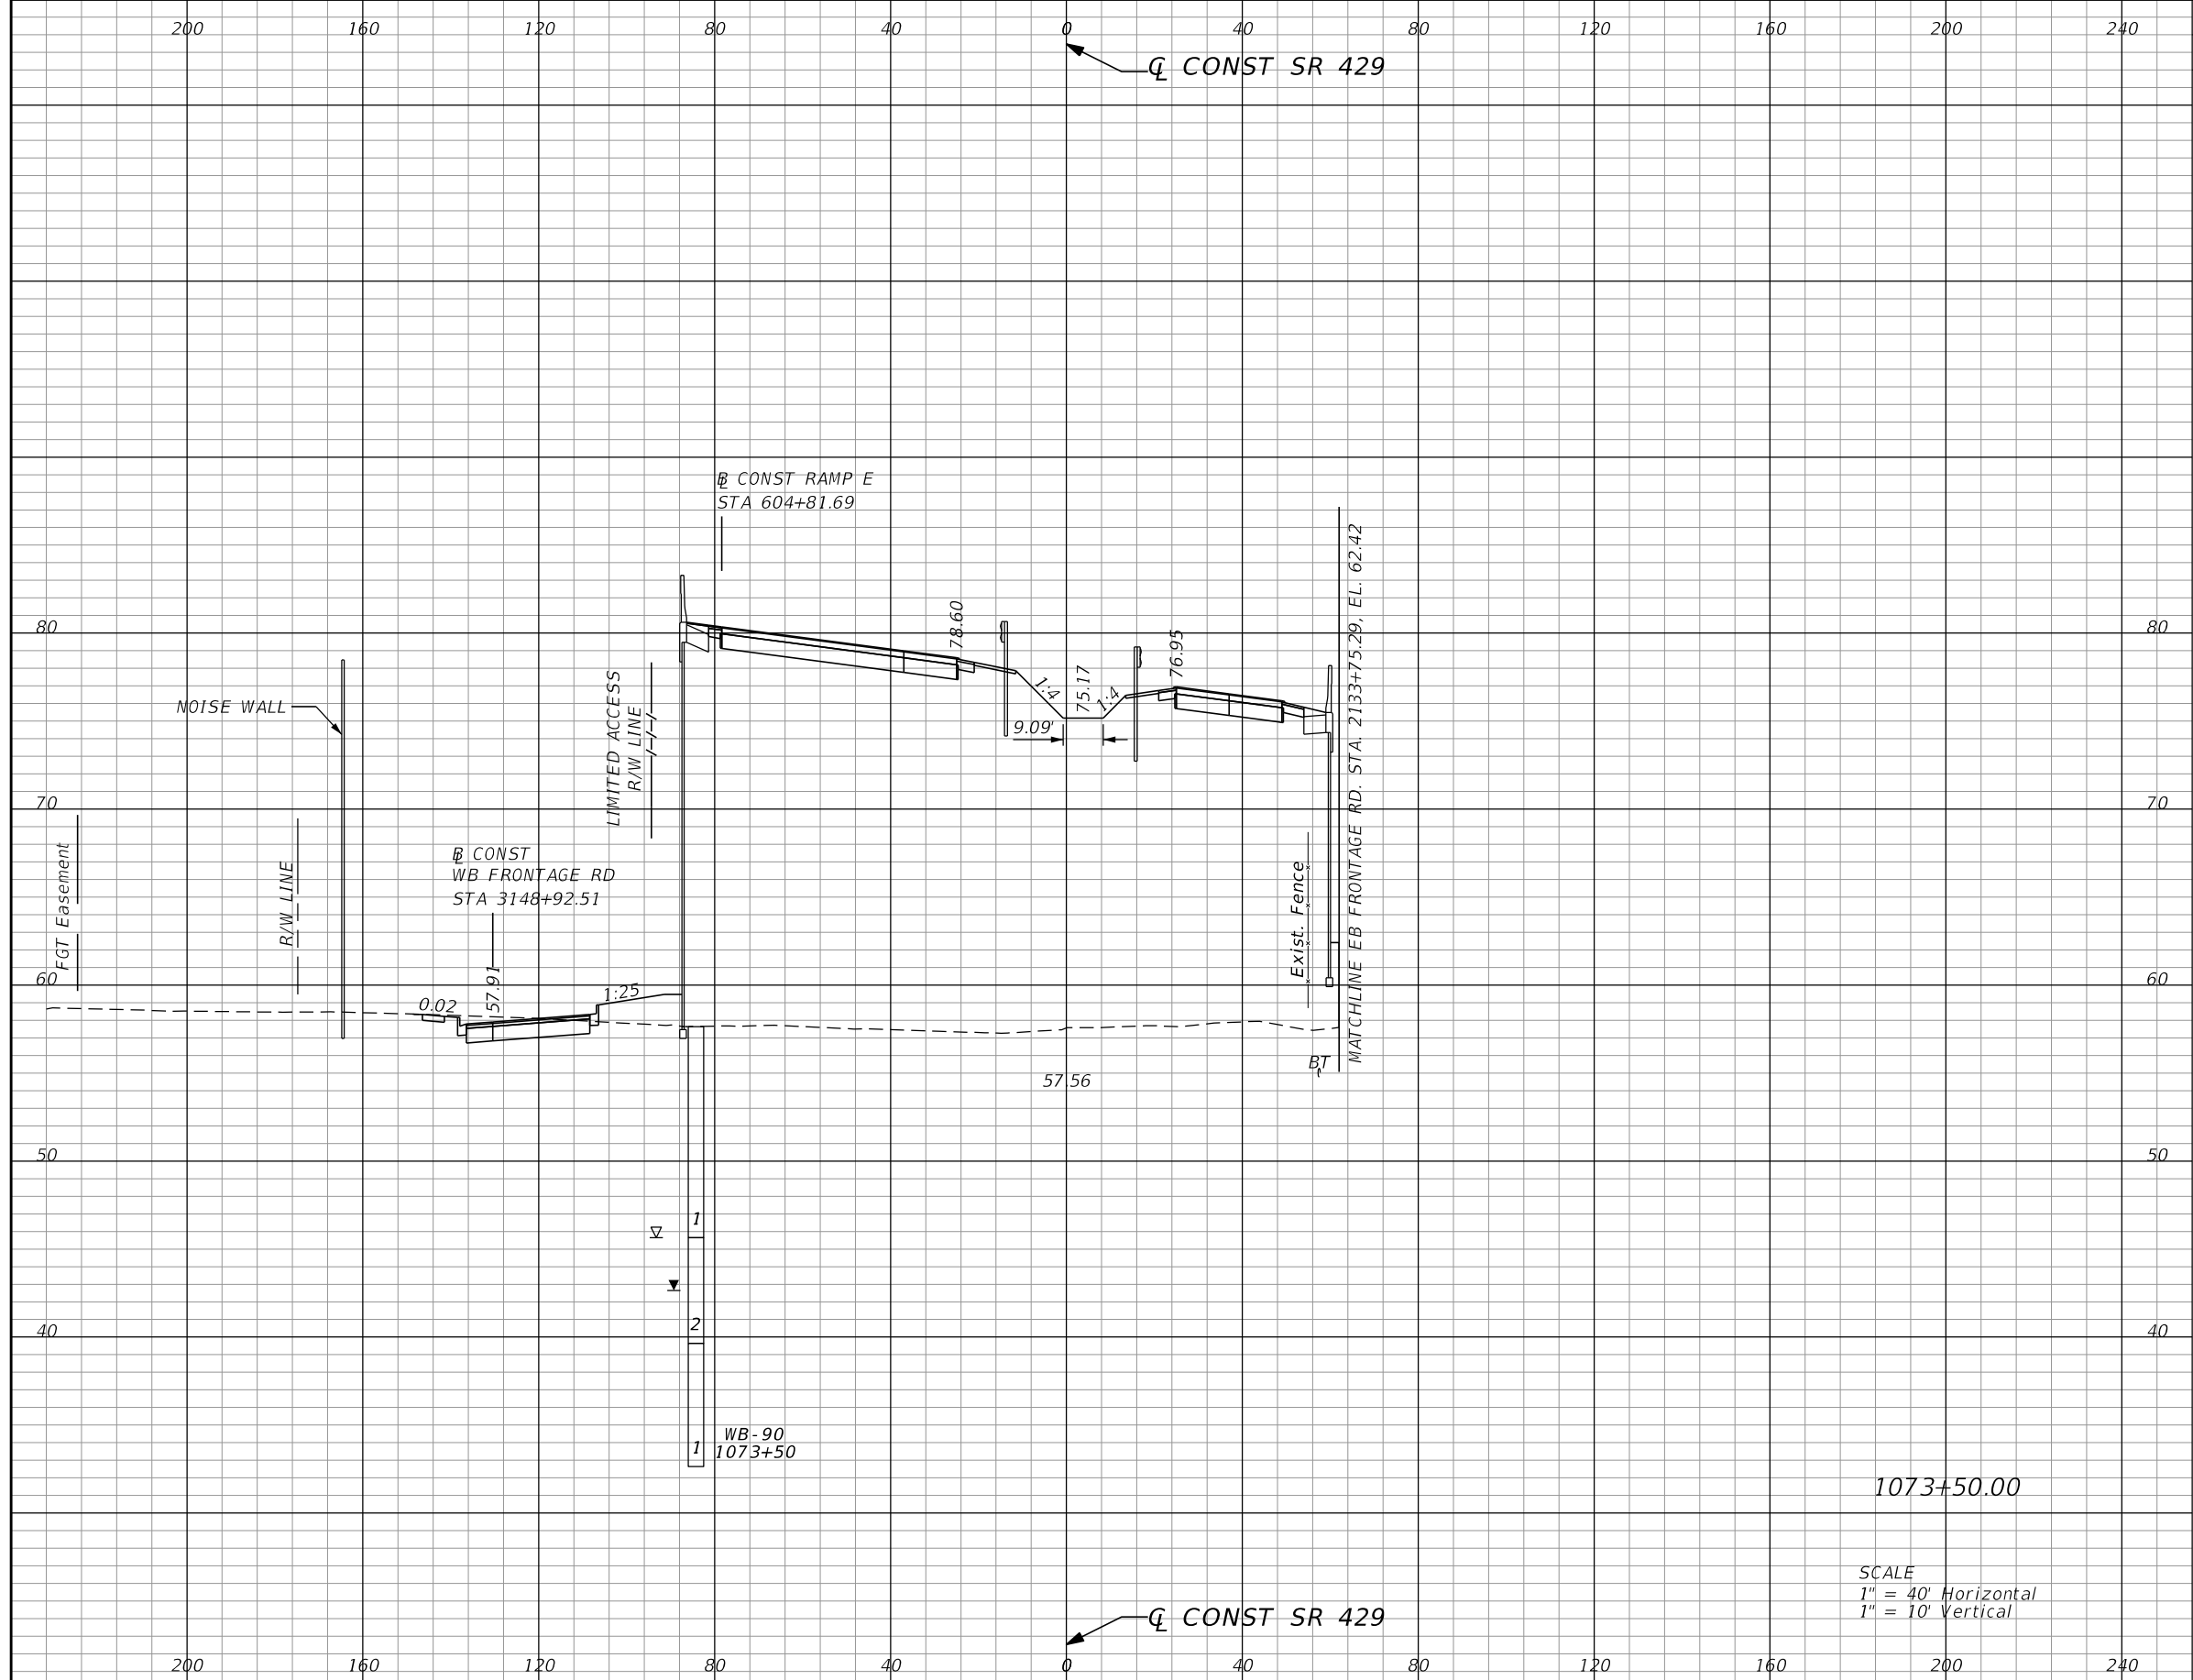 200 160 120 80 40 0 40 80 120 160 200 240
℄ CONST SR 429
B̲L CONST RAMP E
STA 604+81.69
80
78.60
76.95
75.17
1:4
1:4
9.09'
80
NOISE WALL
LIMITED ACCESS
R/W LINE
MATCHLINE EB FRONTAGE RD. STA. 2133+75.29, EL. 62.42
70
70
FGT Easement
R/W LINE
BL CONST
WB FRONTAGE RD
STA 3148+92.51
Exist. Fence
60
0.02
57.91
1:25
60
BT
57.56
50
50
1
40
2
40
1
WB-90
1073+50
1073+50.00
SCALE
1" = 40' Horizontal
1" = 10' Vertical
℄ CONST SR 429
200 160 120 80 40 0 40 80 120 160 200 240